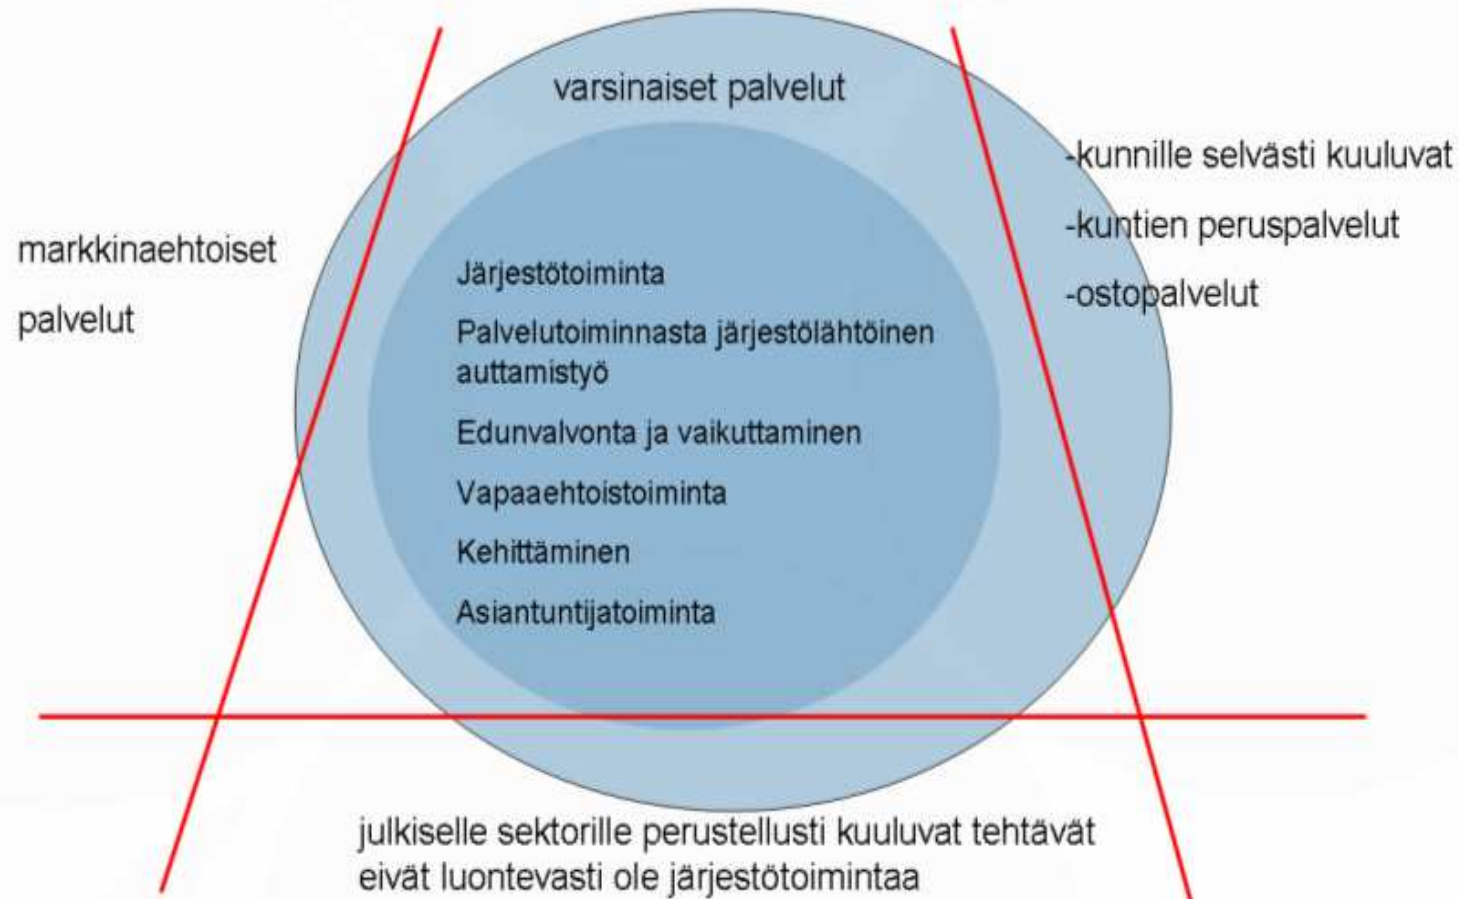 varsinaiset palvelut
-kunnille selvästi kuuluvat
-kuntien peruspalvelut
-ostopalvelut
markkinaehtoiset
palvelut
Järjestötoiminta
Palvelutoiminnasta järjestölähtöinen
auttamistyö
Edunvalvonta ja vaikuttaminen
Vapaaehtoistoiminta
Kehittäminen
Asiantuntijatoiminta
julkiselle sektorille perustellusti kuuluvat tehtävät
eivät luontevasti ole järjestötoimintaa